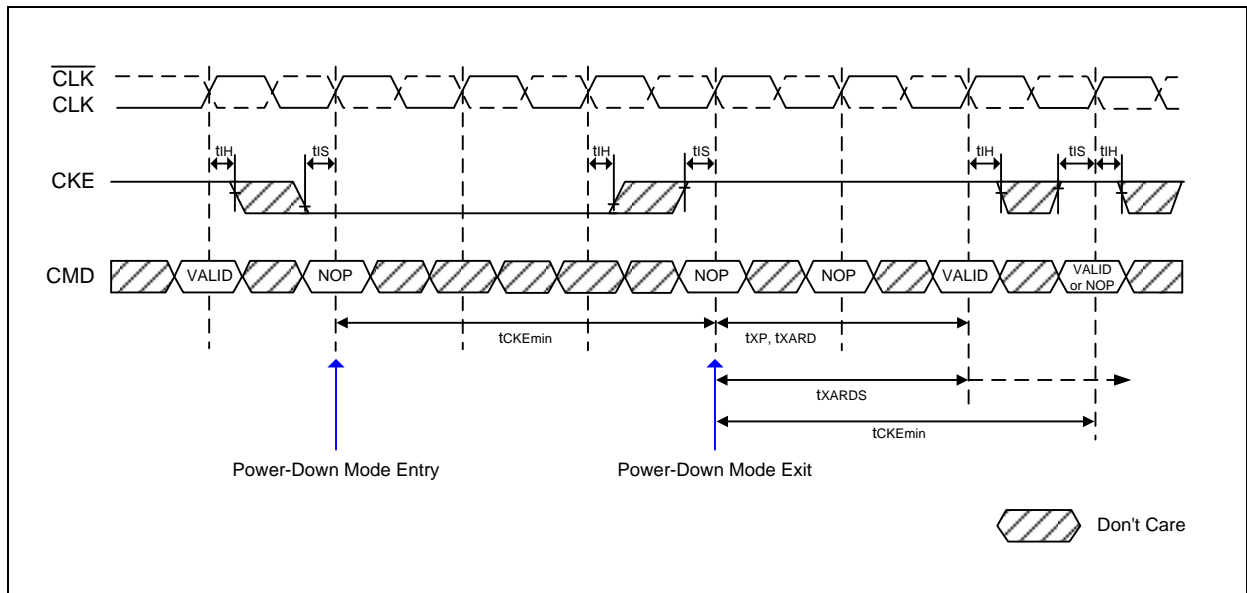 CLK
CLK
tIH
tIS
tIH
tIS
tIH
tIS
tIH
CKE
CMD
VALID
NOP
NOP
NOP
VALID
VALID
or NOP
tCKEmin
tXP, tXARD
tXARDS
tCKEmin
Power-Down Mode Entry
Power-Down Mode Exit
Don't Care